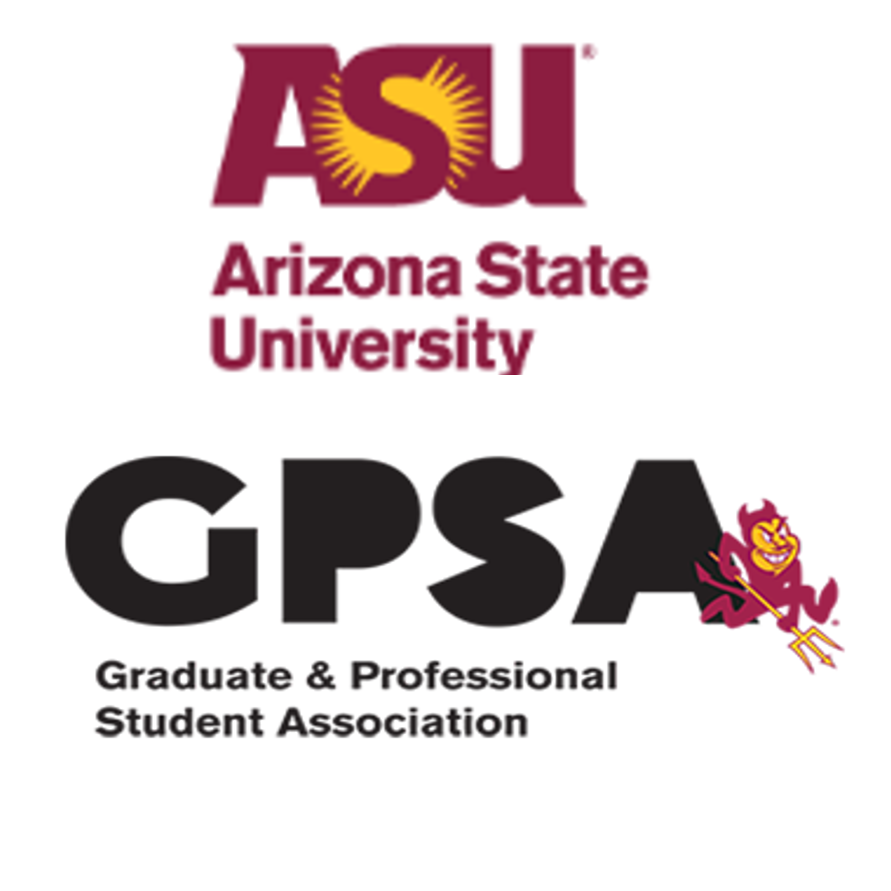 ASU®
Arizona State
University
GPSA
Graduate & Professional
Student Association